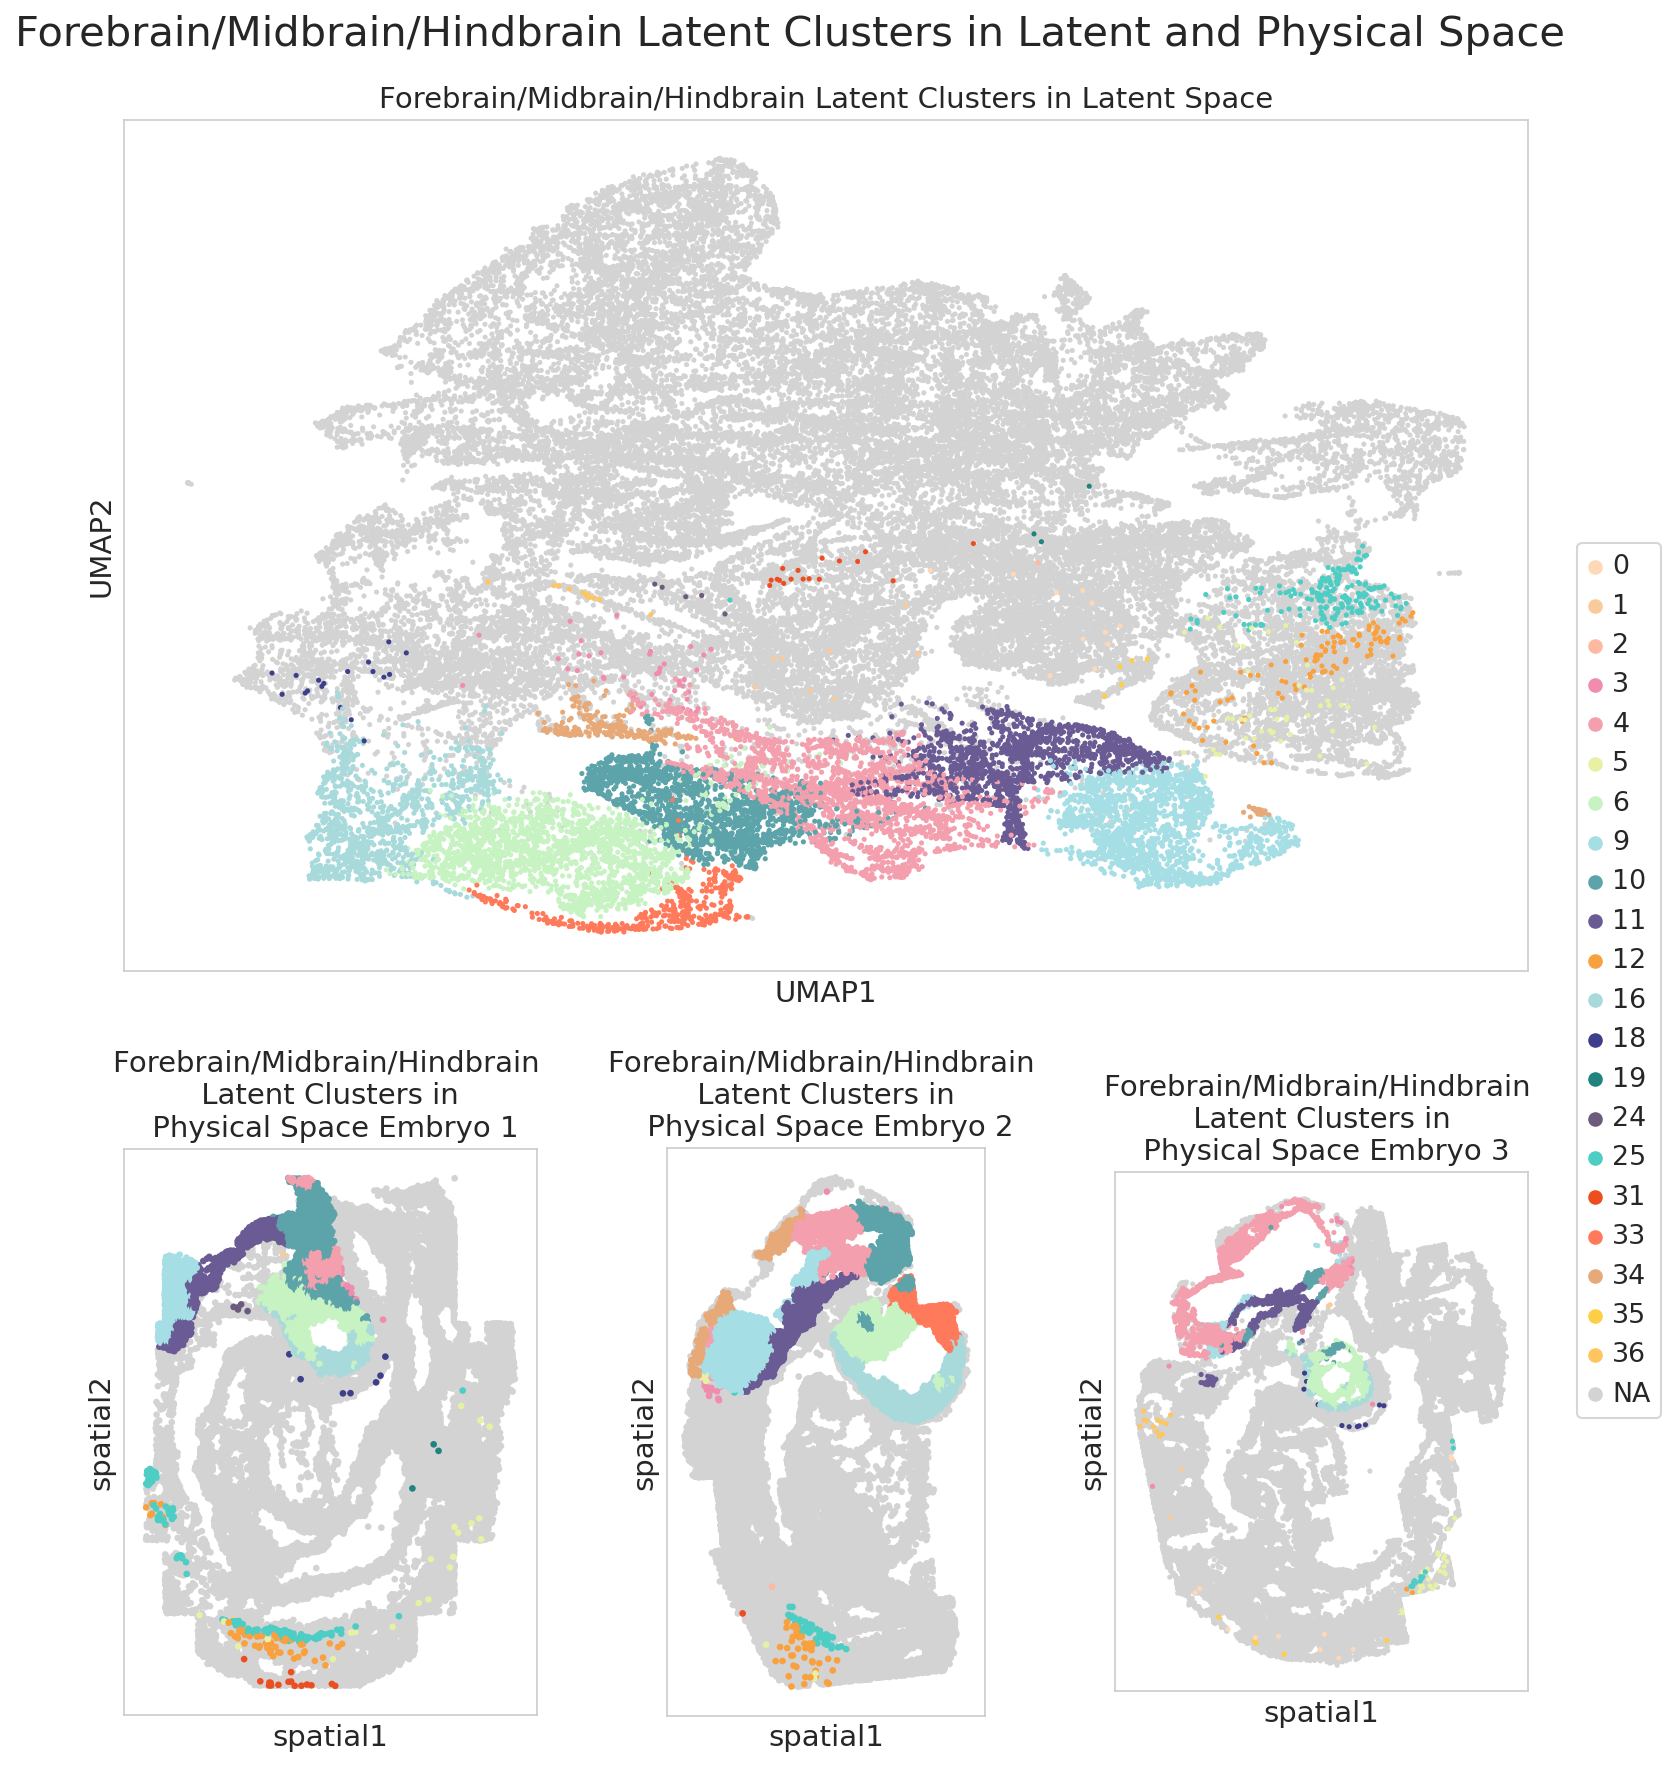 Forebrain/Midbrain/Hindbrain Latent Clusters in Latent and Physical Space
Forebrain/Midbrain/Hindbrain Latent Clusters in Latent Space
UMAP2
UMAP1
0
1
2
3
4
5
6
9
10
11
12
16
18
19
24
25
31
33
34
35
36
NA
Forebrain/Midbrain/Hindbrain
Latent Clusters in
Physical Space Embryo 1
spatial2
spatial1
Forebrain/Midbrain/Hindbrain
Latent Clusters in
Physical Space Embryo 2
spatial2
spatial1
Forebrain/Midbrain/Hindbrain
Latent Clusters in
Physical Space Embryo 3
spatial2
spatial1